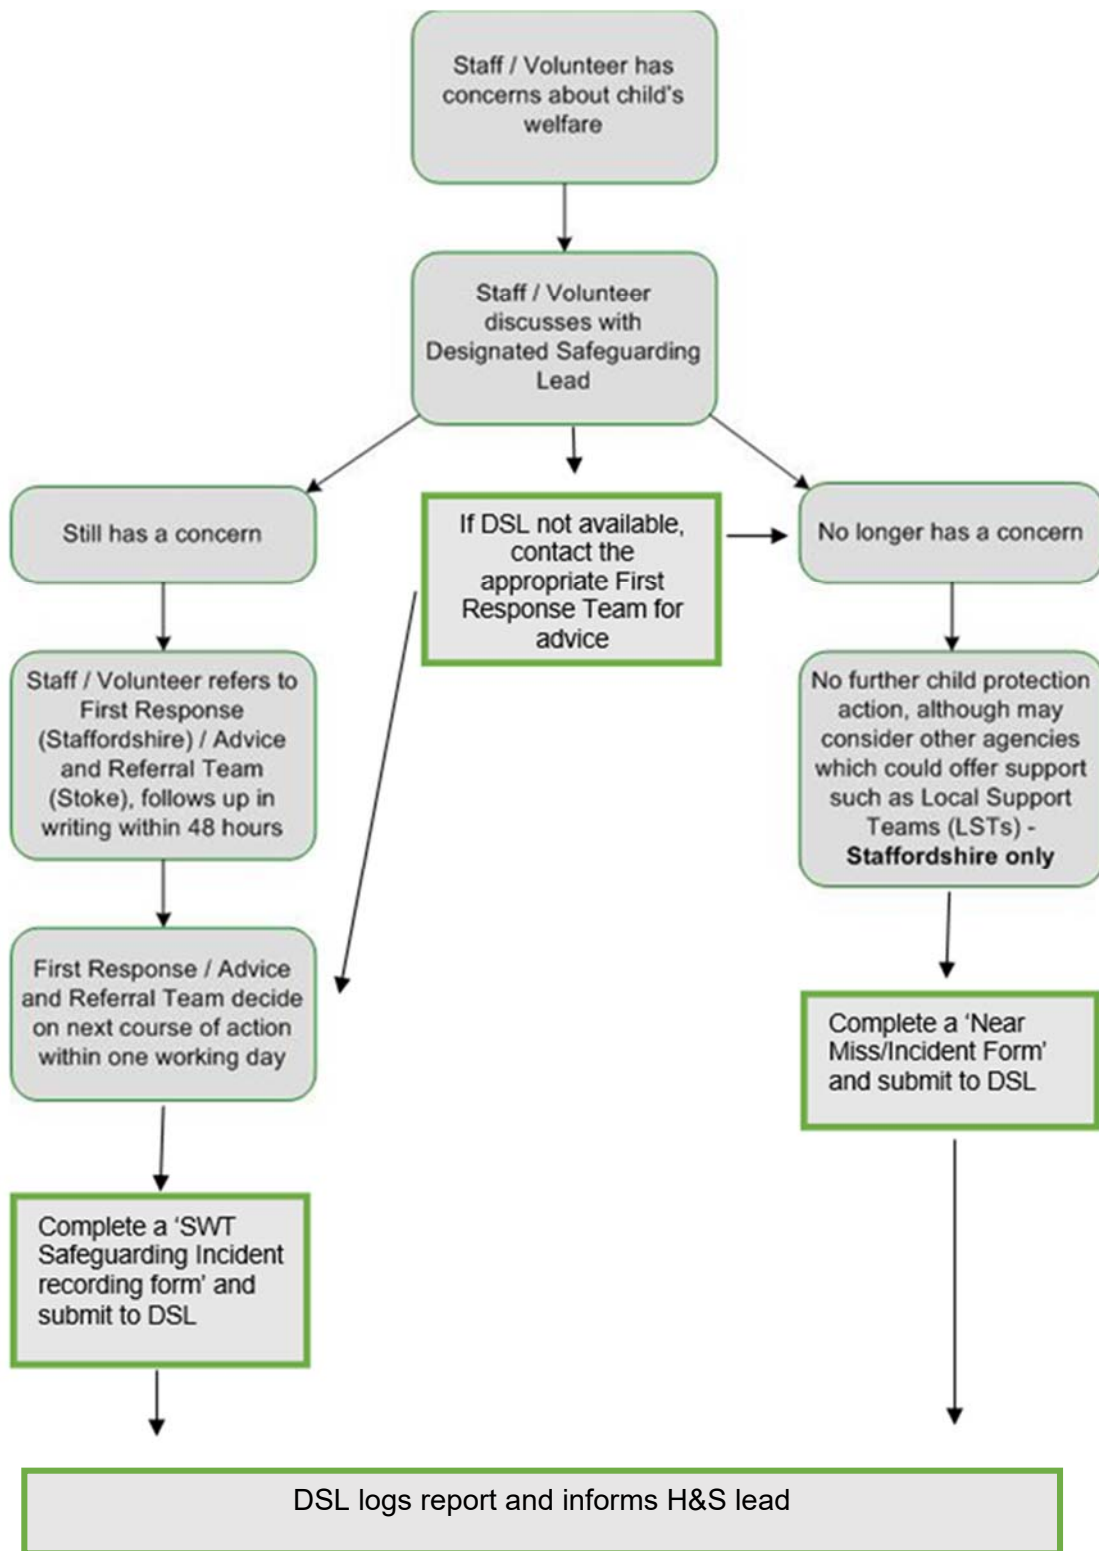 Staff / Volunteer has
concerns about child's
welfare
Staff / Volunteer
discusses with
Designated Safeguarding
Lead
Still has a concern
If DSL not available,
contact the
appropriate First
Response Team for
advice
No longer has a concern
Staff / Volunteer refers to
First Response
(Staffordshire) / Advice
and Referral Team
(Stoke), follows up in
writing within 48 hours
No further child protection
action, although may
consider other agencies
which could offer support
such as Local Support
Teams (LSTs) -
Staffordshire only
First Response / Advice
and Referral Team decide
on next course of action
within one working day
Complete a ‘Near
Miss/Incident Form’
and submit to DSL
Complete a ‘SWT
Safeguarding Incident
recording form’ and
submit to DSL
DSL logs report and informs H&S lead